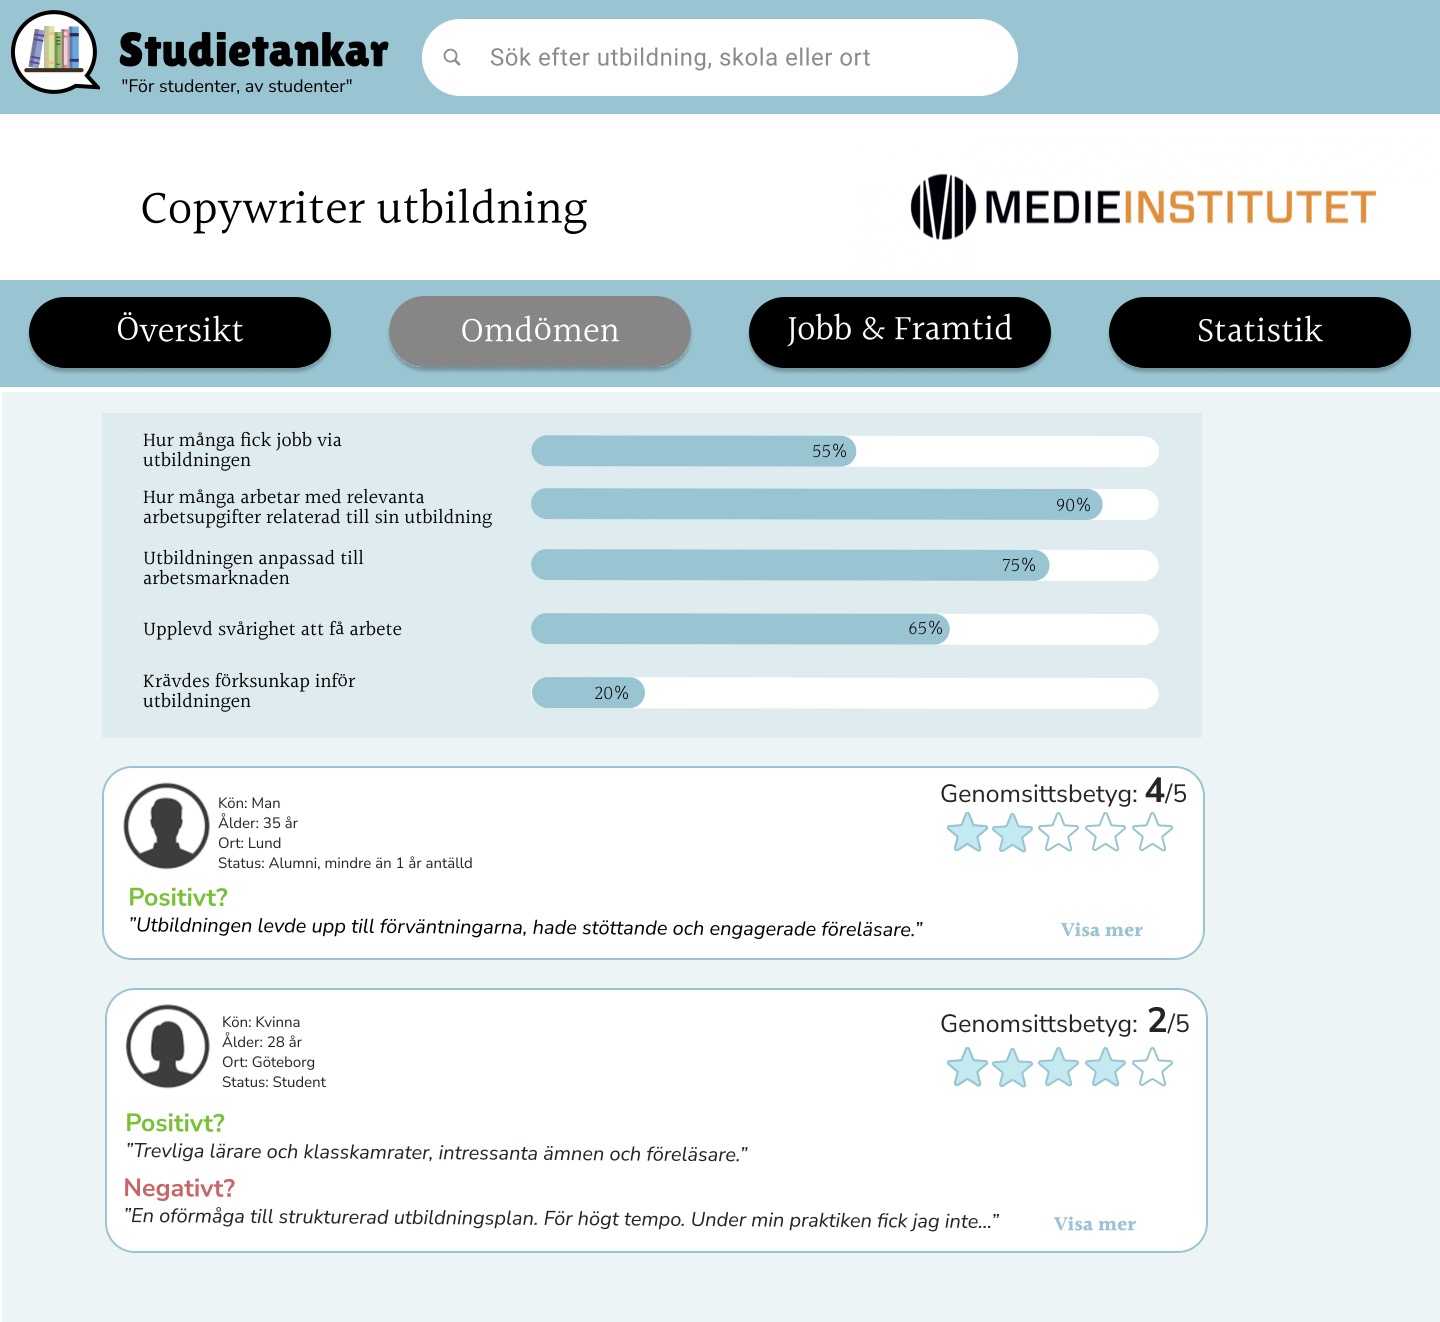 Studietankar
"För studenter, av studenter"
Sök efter utbildning, skola eller ort
Copywriter utbildning
MEDIEINSTITUTET
Översikt
Omdömen
Jobb & Framtid
Statistik
Hur många fick jobb via
utbildningen
55%
Hur många arbetar med relevanta
arbetsupgifter relaterad till sin utbildning
90%
Utbildningen anpassad till
arbetsmarknaden
75%
Upplevd svårighet att få arbete
65%
Krävdes förksunkap inför
utbildningen
20%
Kön: Man
Ålder: 35 år
Ort: Lund
Status: Alumni, mindre än 1 år antälld
Genomsittsbetyg: 4/5
Positivt?
”Utbildningen levde upp till förväntningarna, hade stöttande och engagerade föreläsare.”
Visa mer
Kön: Kvinna
Ålder: 28 år
Ort: Göteborg
Status: Student
Genomsittsbetyg: 2/5
Positivt?
”Trevliga lärare och klasskamrater, intressanta ämnen och föreläsare.”
Negativt?
”En oförmåga till strukturerad utbildningsplan. För högt tempo. Under min praktiken fick jag inte...”
Visa mer